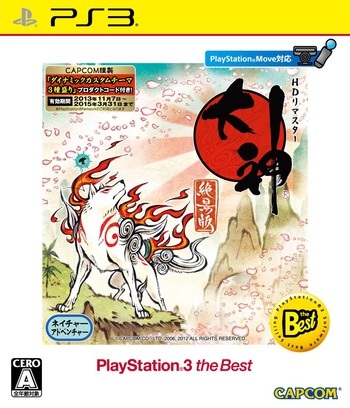 PS3
PlayStation®Move対応
CAPCOM謹製
「ダイナミックカスタムテーマ
3種盛り」プロダクトコード付き!
有効期間
2013年11月7日〜
2015年3月31日まで
HDリマスター
大神
絶景版
ネイチャー
アドベンチャー
the
Best
©CAPCOM CO., LTD. 2006, 2012 ALL RIGHTS RESERVED.
PlayStation®3 the Best
CERO
A
全年齢対象
CAPCOM